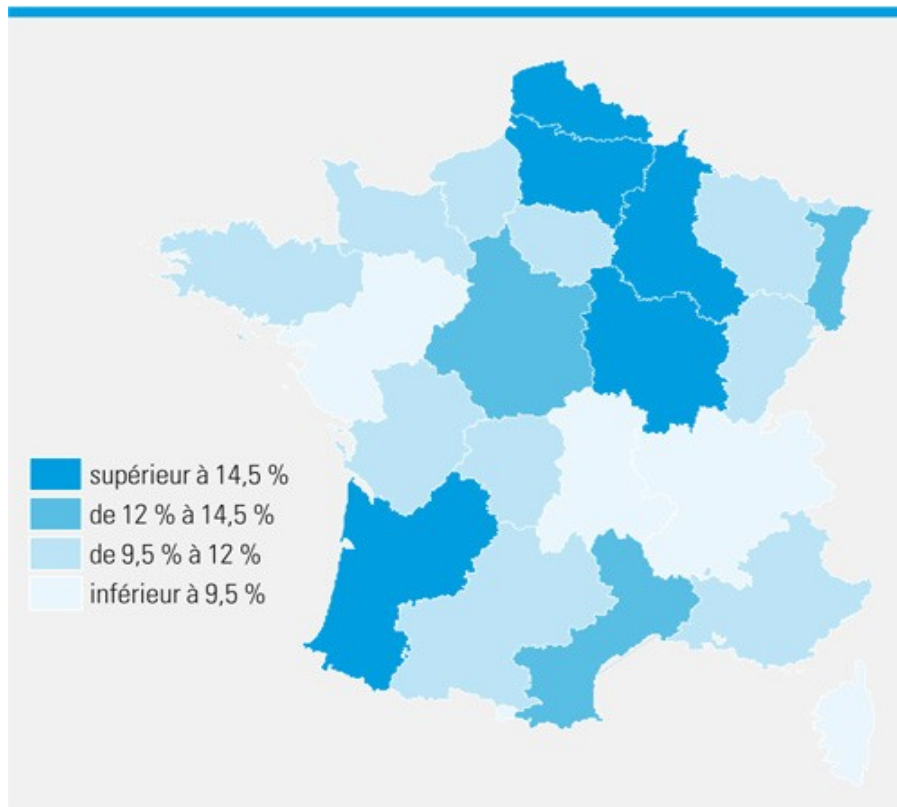 supérieur à 14,5 %
de 12 % à 14,5 %
de 9,5 % à 12 %
inférieur à 9,5 %